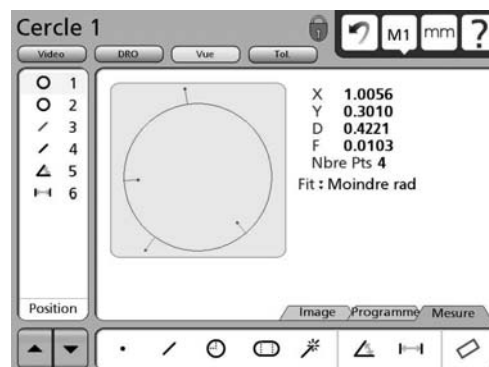 Cercle 1
1
M1
mm
?
Video
DRO
Vue
Tol.
1
2
3
4
5
6
Position
X 1.0056
Y 0.3010
D 0.4221
F 0.0103
Nbre Pts 4
Fit : Moindre rad
Image
Programme
Mesure